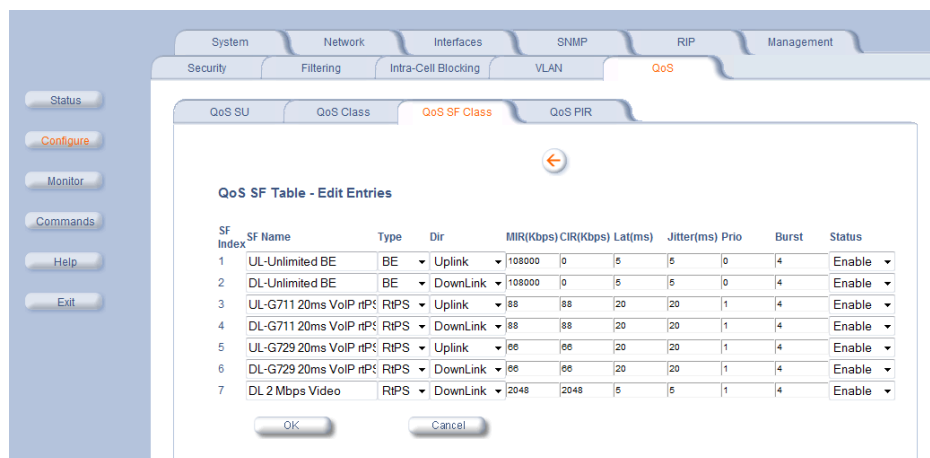 System Network Interfaces SNMP RIP Management
Security Filtering Intra-Cell Blocking VLAN QoS
Status
QoS SU QoS Class QoS SF Class QoS PIR
Configure
Monitor
QoS SF Table - Edit Entries
Commands
SF Index SF Name Type Dir MIR(Kbps) CIR(Kbps) Lat(ms) Jitter(ms) Prio Burst Status
1 UL-Unlimited BE BE Uplink 108000 0 5 5 0 4 Enable
Help
2 DL-Unlimited BE BE DownLink 108000 0 5 5 0 4 Enable
3 UL-G711 20ms VoIP rtPS RtPS Uplink 88 88 20 20 1 4 Enable
Exit
4 DL-G711 20ms VoIP rtPS RtPS DownLink 88 88 20 20 1 4 Enable
5 UL-G729 20ms VoIP rtPS RtPS Uplink 66 66 20 20 1 4 Enable
6 DL-G729 20ms VoIP rtPS RtPS DownLink 66 66 20 20 1 4 Enable
7 DL 2 Mbps Video RtPS DownLink 2048 2048 5 5 1 4 Enable
OK Cancel